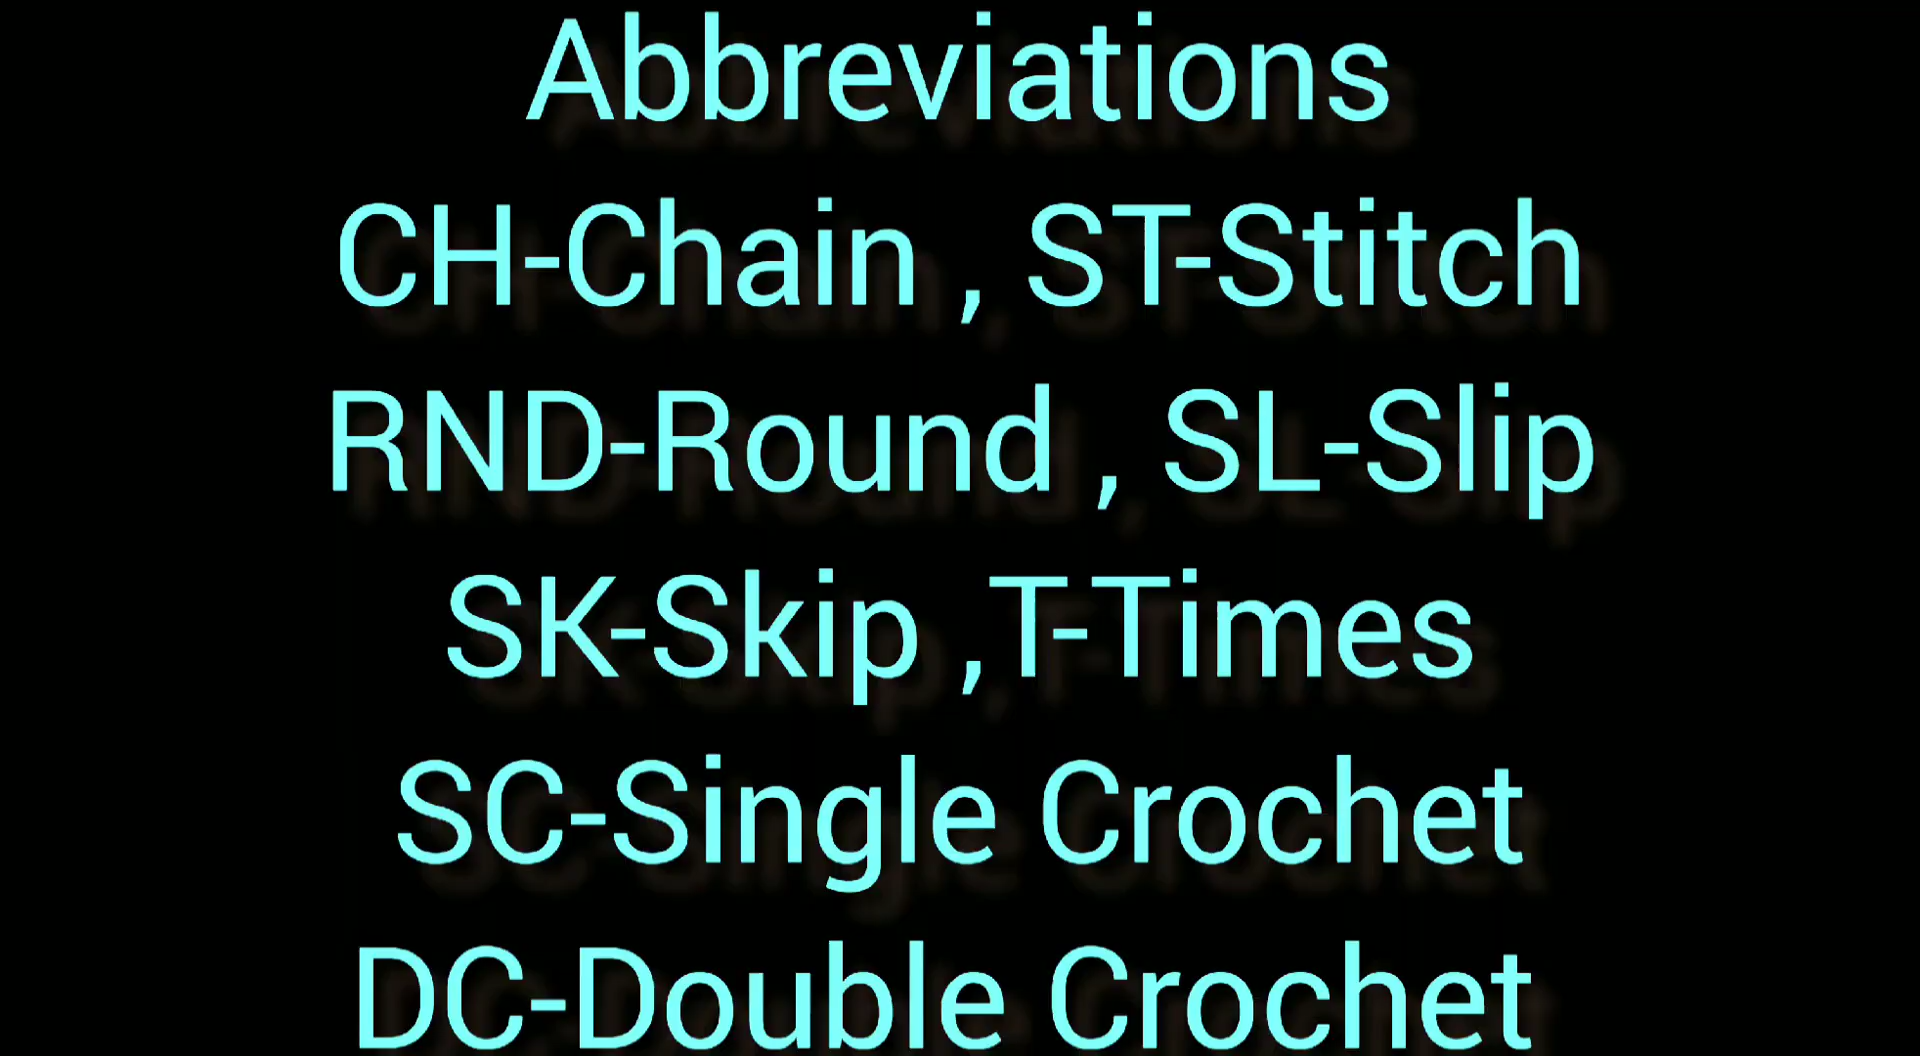 Abbreviations
CH-Chain , ST-Stitch
RND-Round , SL-Slip
SK-Skip ,T-Times
SC-Single Crochet
DC-Double Crochet